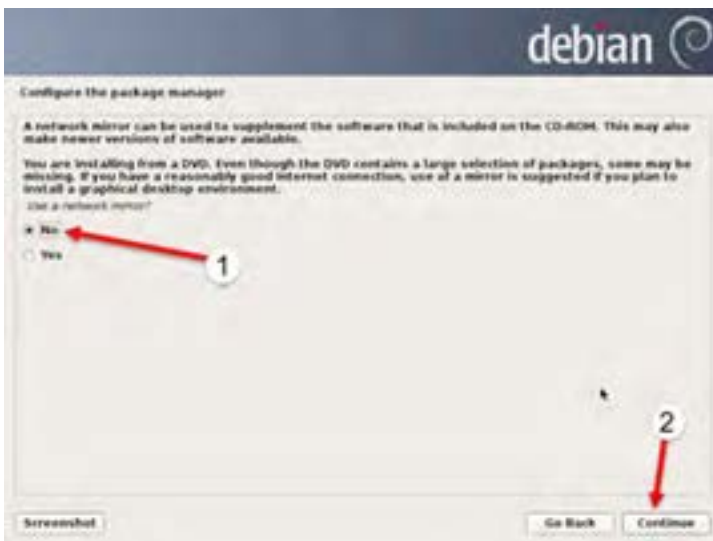 debian
Configure the package manager
A network mirror can be used to supplement the software that is included on the CD-ROM. This may also
make newer versions of software available.
You are installing from a DVD. Even though the DVD contains a large selection of packages, some may be
missing. If you have a reasonably good Internet connection, use of a mirror is suggested if you plan to
install a graphical desktop environment.
Use a network mirror?
No
Yes
1
2
Screenshot
Go Back
Continue